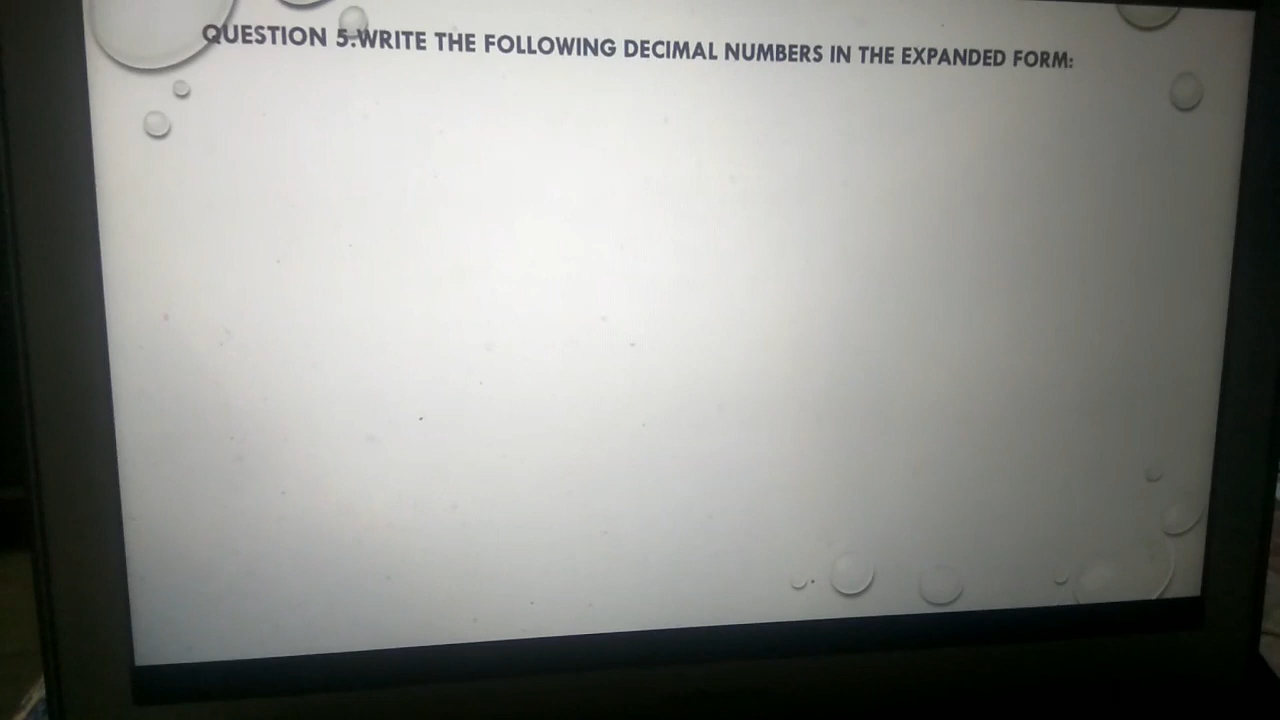 QUESTION 5.WRITE THE FOLLOWING DECIMAL NUMBERS IN THE EXPANDED FORM: